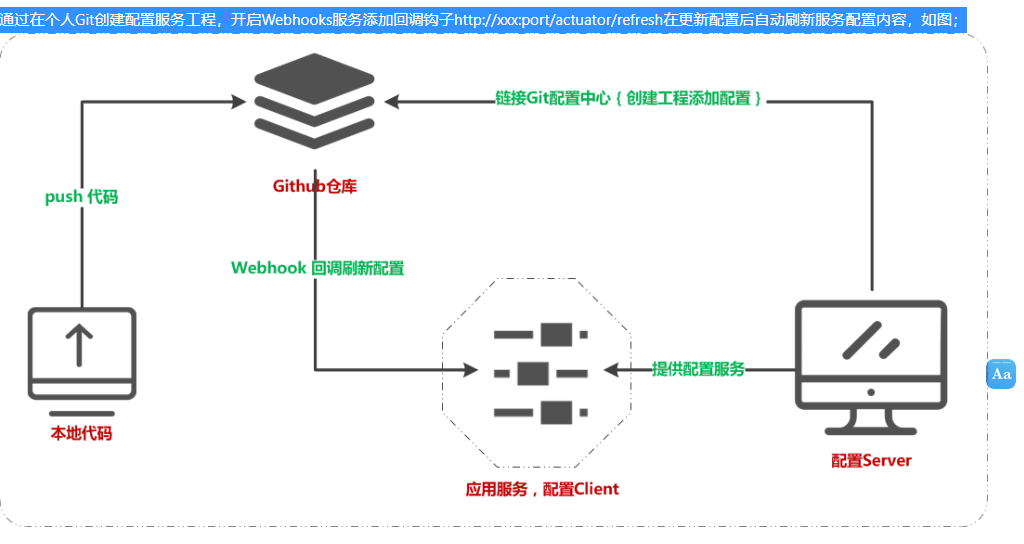 通过在个人Git创建配置服务工程，开启Webhooks服务添加回调钩子http://xxx:port/actuator/refresh在更新配置后自动刷新服务配置内容，如图；
链接Git配置中心 { 创建工程添加配置 }
Github仓库
push 代码
Webhook 回调刷新配置
提供配置服务
本地代码
配置Server
应用服务，配置Client
Aa